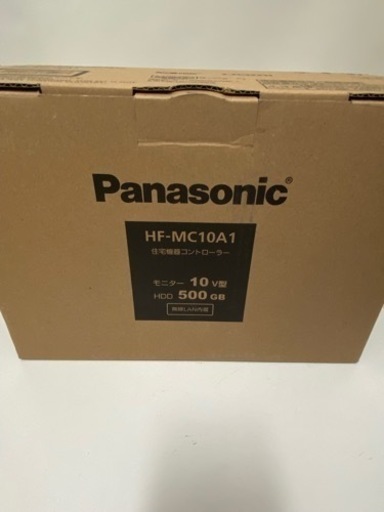 Panasonic®
HF-MC10A1
住宅機器コントローラー
モニター 10V型
HDD 500GB
無線LAN内蔵